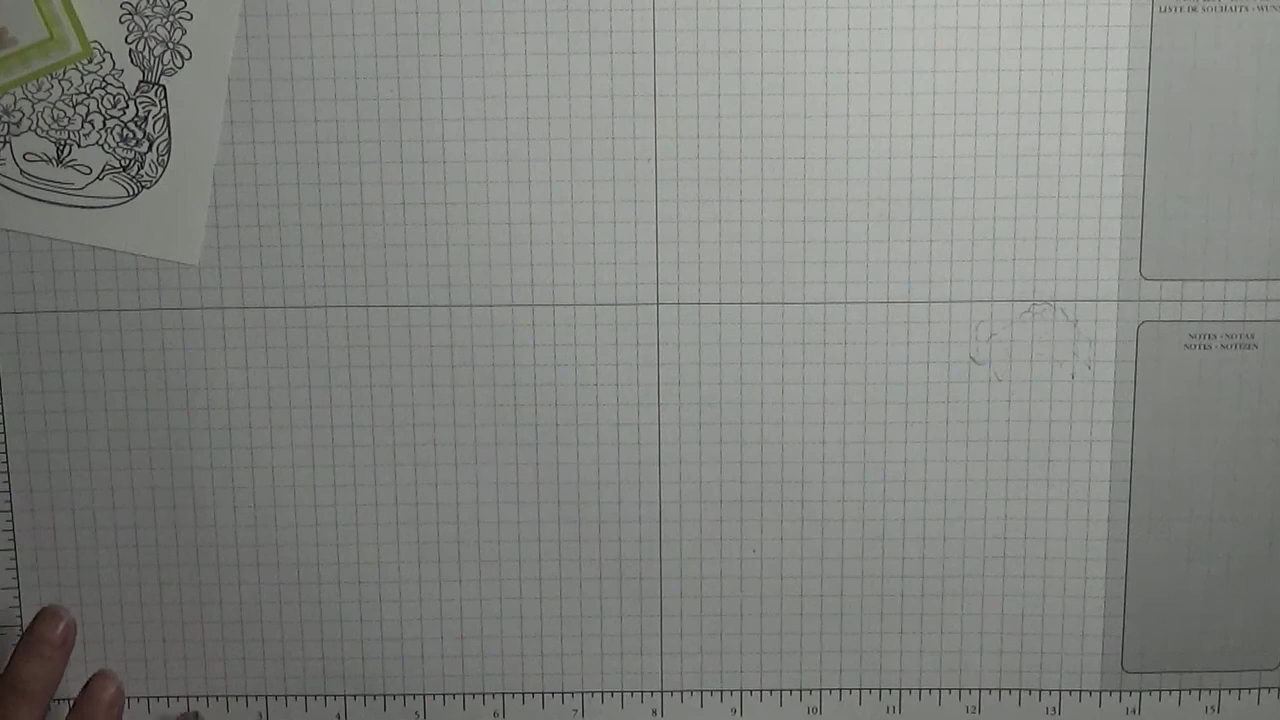 LISTE DE SOUHAITS · WUNS
NOTES · NOTAS
NOTES · NOTIZEN
3 4 5 6 7 8 9 10 11 12 13 14 15